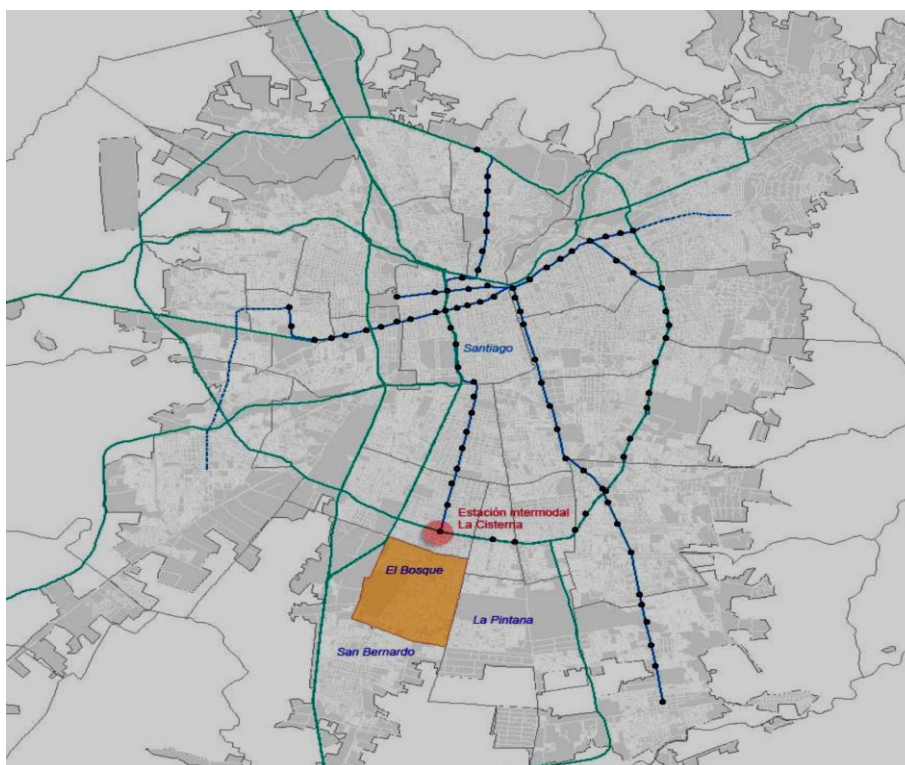 Santiago
Estación intermodal
La Cisterna
El Bosque
La Pintana
San Bernardo